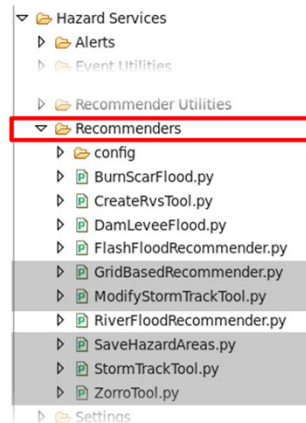 Hazard Services
Alerts
Event Utilities
Recommender Utilities
Recommenders
config
BurnScarFlood.py
CreateRvsTool.py
DamLeveeFlood.py
FlashFloodRecommender.py
GridBasedRecommender.py
ModifyStormTrackTool.py
RiverFloodRecommender.py
SaveHazardAreas.py
StormTrackTool.py
ZorroTool.py
Settings